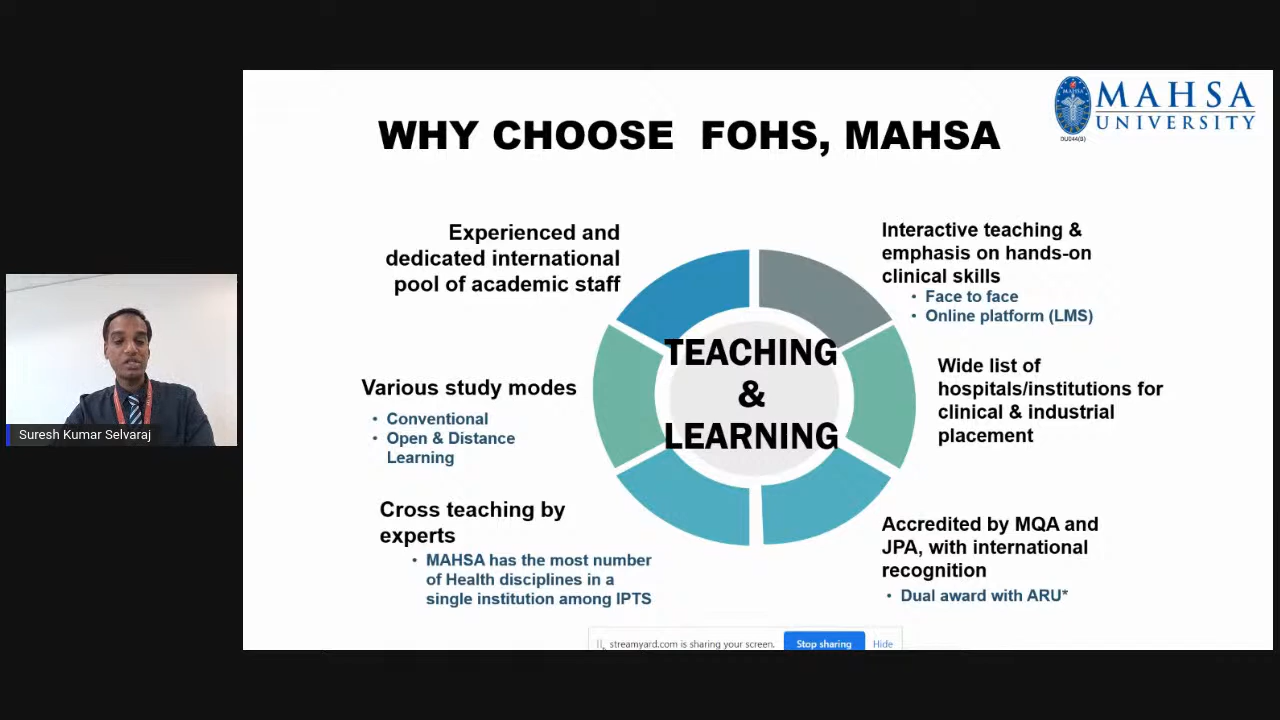 MAHSA
UNIVERSITY
DU044(B)
WHY CHOOSE FOHS, MAHSA
Experienced and
dedicated international
pool of academic staff
Various study modes
• Conventional
• Open & Distance
Learning
Cross teaching by
experts
• MAHSA has the most number
of Health disciplines in a
single institution among IPTS
TEACHING
&
LEARNING
Interactive teaching &
emphasis on hands-on
clinical skills
• Face to face
• Online platform (LMS)
Wide list of
hospitals/institutions for
clinical & industrial
placement
Accredited by MQA and
JPA, with international
recognition
• Dual award with ARU*
Suresh Kumar Selvaraj
streamyard.com is sharing your screen.
Stop sharing
Hide